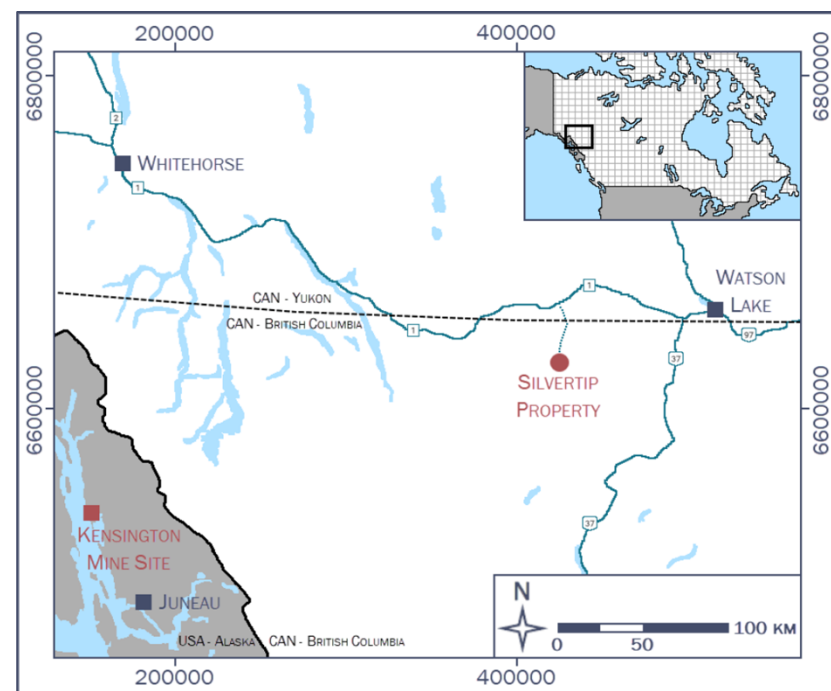 200000
400000
6800000
6800000
2
WHITEHORSE
1
CAN - YUKON
CAN - BRITISH COLUMBIA
1
1
WATSON
LAKE
97
37
SILVERTIP
PROPERTY
6600000
6600000
KENSINGTON
MINE SITE
JUNEAU
USA - ALASKA
CAN - BRITISH COLUMBIA
37
N
0
50
100 KM
200000
400000